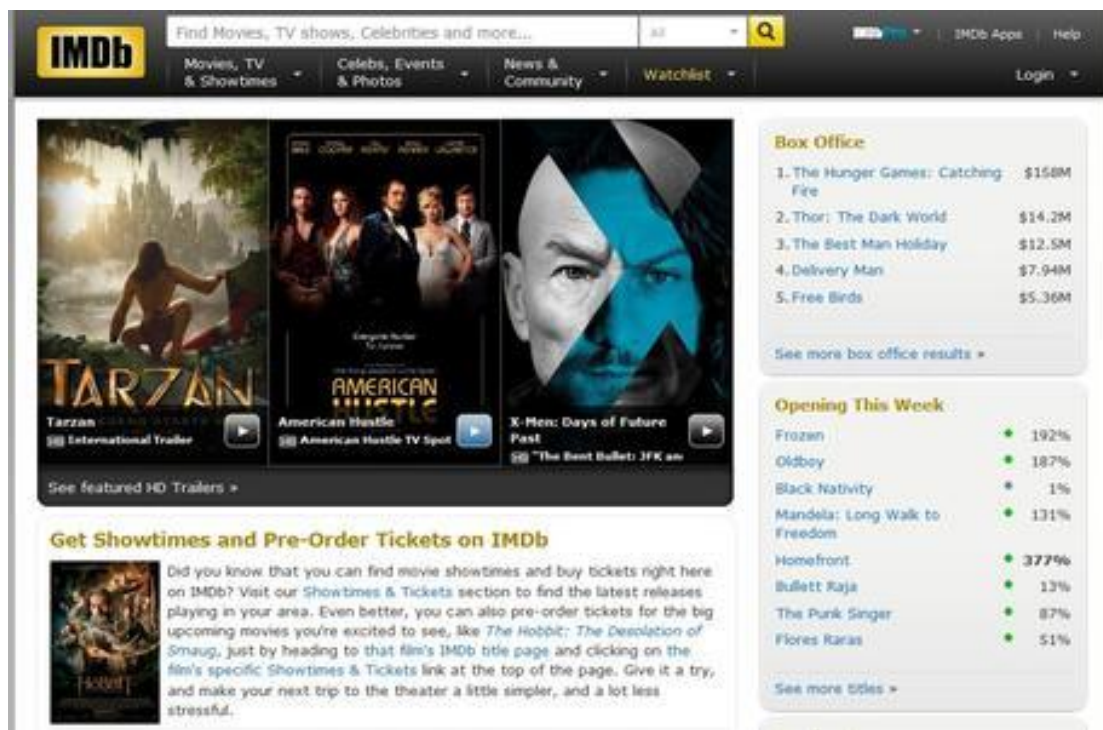 IMDb
Find Movies, TV shows, Celebrities and more...
All
IMDb Apps
Help
Movies, TV
& Showtimes
Celebs, Events
& Photos
News &
Community
Watchlist
Login
TARZAN
Tarzan
HD International Trailer
AMERICAN
HUSTLE
American Hustle
HD American Hustle TV Spot
X-Men: Days of Future
Past
HD "The Bent Bullet: JFK an
See featured HD Trailers »
Get Showtimes and Pre-Order Tickets on IMDb
Did you know that you can find movie showtimes and buy tickets right here
on IMDb? Visit our Showtimes & Tickets section to find the latest releases
playing in your area. Even better, you can also pre-order tickets for the big
upcoming movies you're excited to see, like The Hobbit: The Desolation of
Smaug, just by heading to that film's IMDb title page and clicking on the
film's specific Showtimes & Tickets link at the top of the page. Give it a try,
and make your next trip to the theater a little simpler, and a lot less
stressful.
HOBBIT
Box Office
1. The Hunger Games: Catching $158M
Fire
2. Thor: The Dark World $14.2M
3. The Best Man Holiday $12.5M
4. Delivery Man $7.94M
5. Free Birds $5.36M
See more box office results »
Opening This Week
Frozen 192%
Oldboy 187%
Black Nativity 1%
Mandela: Long Walk to 131%
Freedom
Homefront 377%
Bullett Raja 13%
The Punk Singer 87%
Flores Raras 51%
See more titles »